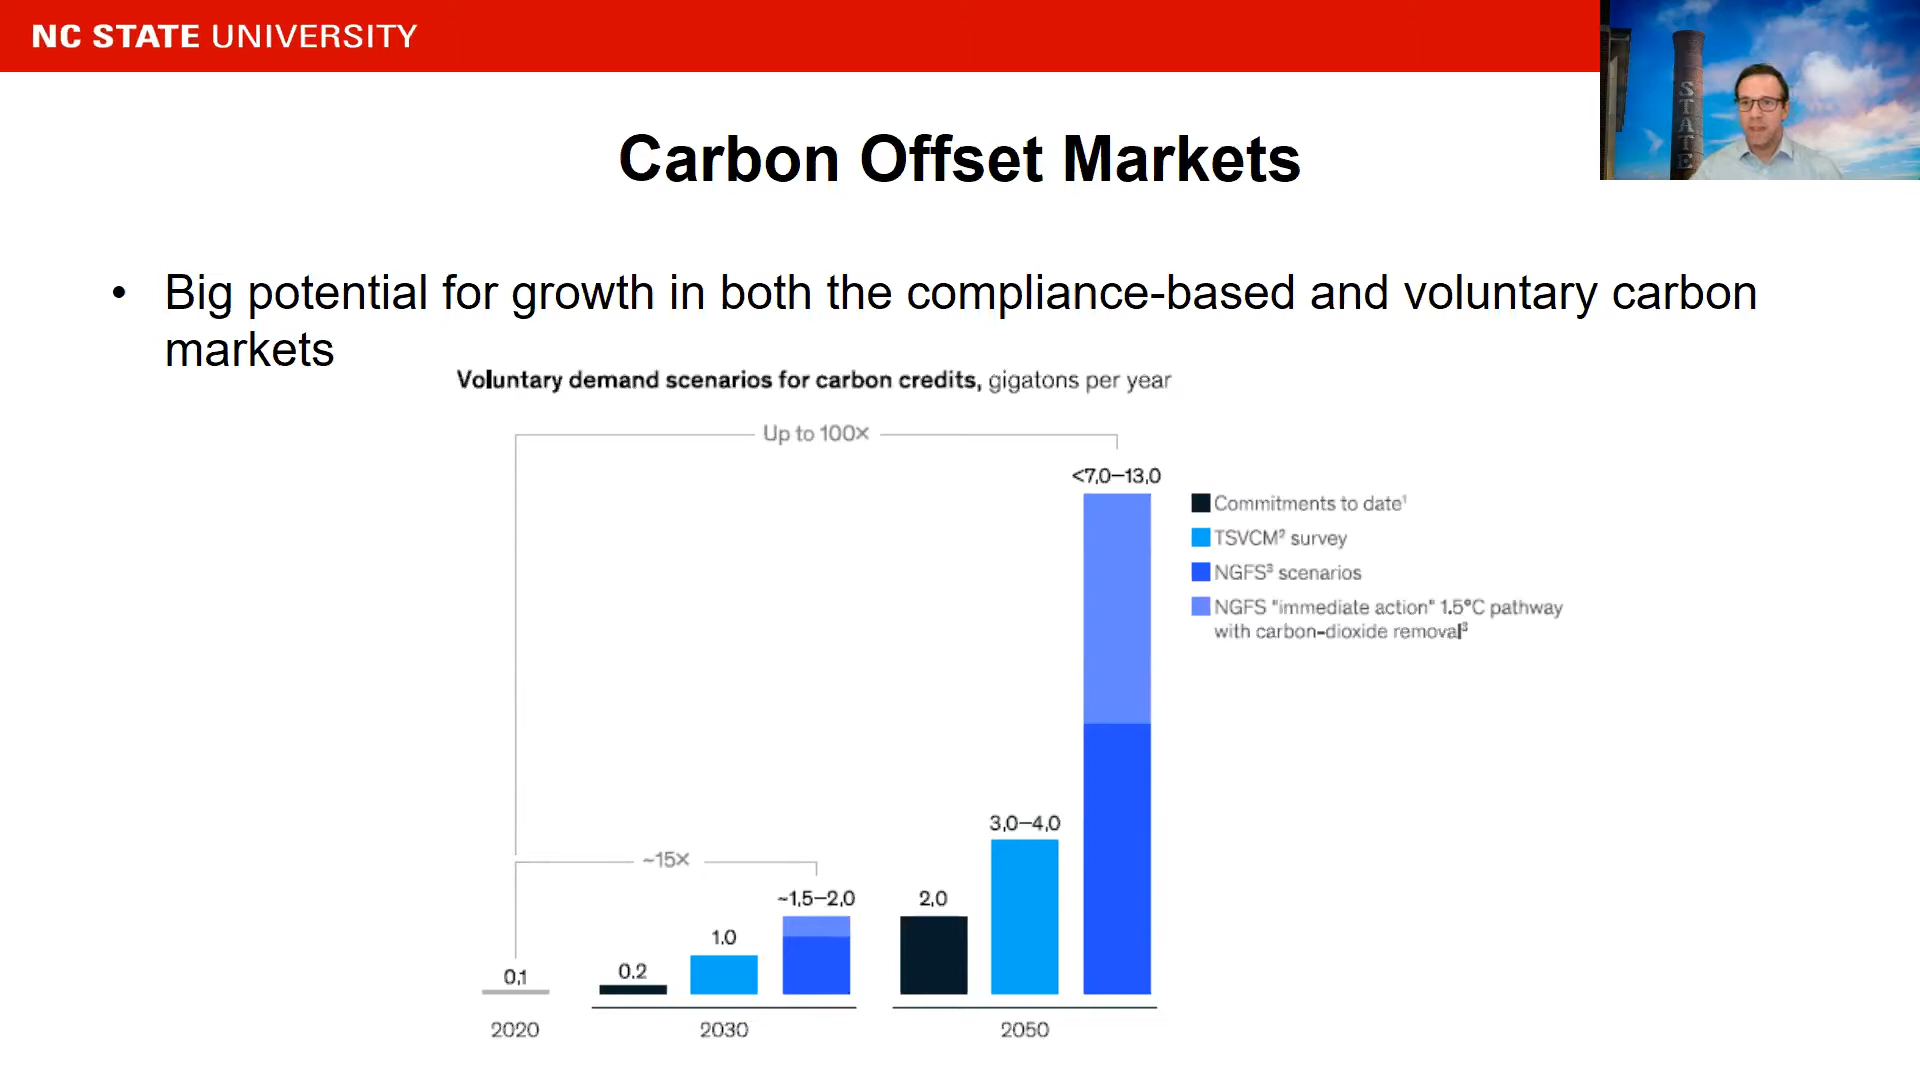 NC STATE UNIVERSITY
STATE
Carbon Offset Markets
• Big potential for growth in both the compliance-based and voluntary carbon
markets
Voluntary demand scenarios for carbon credits, gigatons per year
Up to 100×
<7.0–13.0
Commitments to date¹
TSVCM² survey
NGFS³ scenarios
NGFS "immediate action" 1.5°C pathway
with carbon-dioxide removal³
3.0–4.0
~15×
~1.5–2.0
2.0
1.0
0.2
0.1
2020
2030
2050